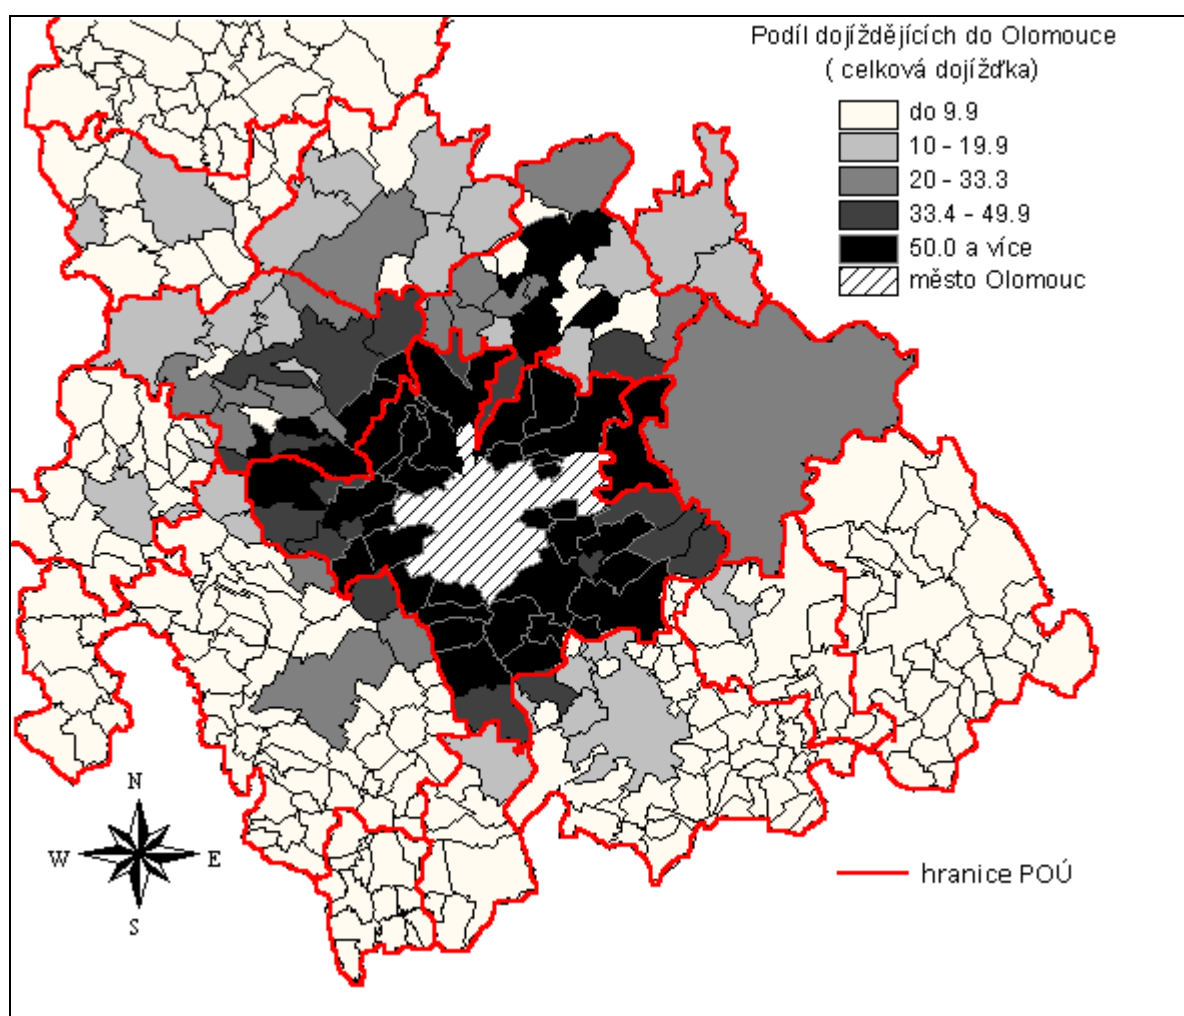 Podíl dojíždějících do Olomouce
( celková dojížďka)
do 9.9
10 - 19.9
20 - 33.3
33.4 - 49.9
50.0 a více
město Olomouc
N
W E
S
hranice POÚ